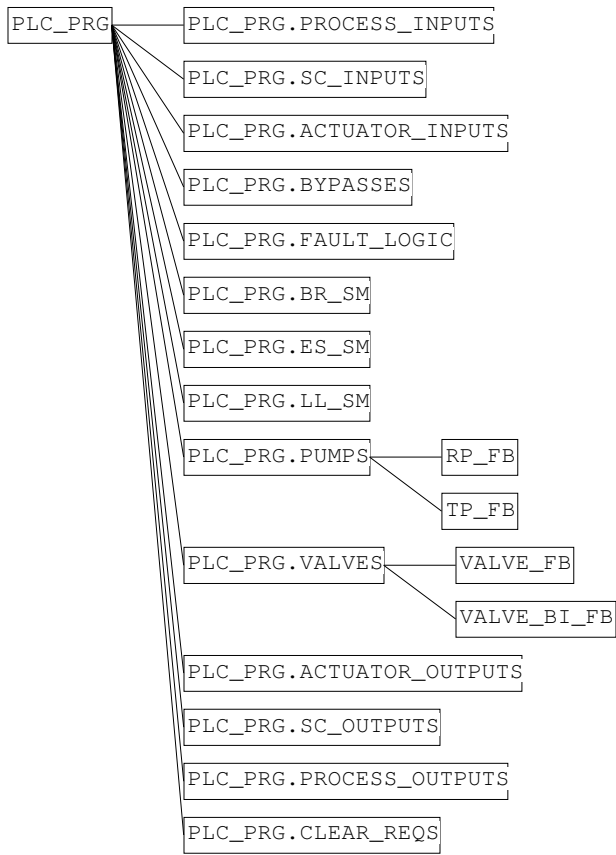 PLC_PRG
PLC_PRG.PROCESS_INPUTS
PLC_PRG.SC_INPUTS
PLC_PRG.ACTUATOR_INPUTS
PLC_PRG.BYPASSES
PLC_PRG.FAULT_LOGIC
PLC_PRG.BR_SM
PLC_PRG.ES_SM
PLC_PRG.LL_SM
PLC_PRG.PUMPS
RP_FB
TP_FB
PLC_PRG.VALVES
VALVE_FB
VALVE_BI_FB
PLC_PRG.ACTUATOR_OUTPUTS
PLC_PRG.SC_OUTPUTS
PLC_PRG.PROCESS_OUTPUTS
PLC_PRG.CLEAR_REQS